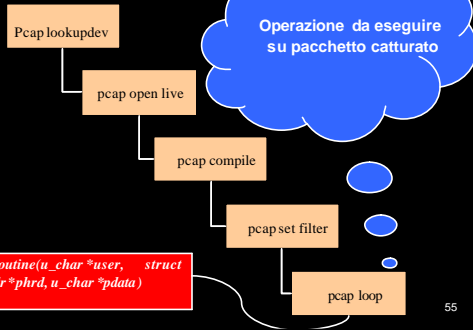 Pcap lookupdev
Operazione da eseguire
su pacchetto catturato
pcap open live
pcap compile
pcap set filter
routine(u_char *user, struct
*phrd, u_char *pdata)
pcap loop
55